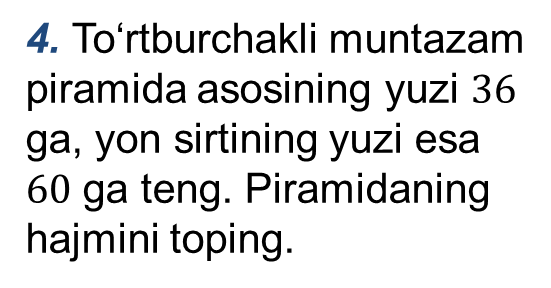 4. To‘rtburchakli muntazam
piramida asosining yuzi 36
ga, yon sirtining yuzi esa
60 ga teng. Piramidaning
hajmini toping.